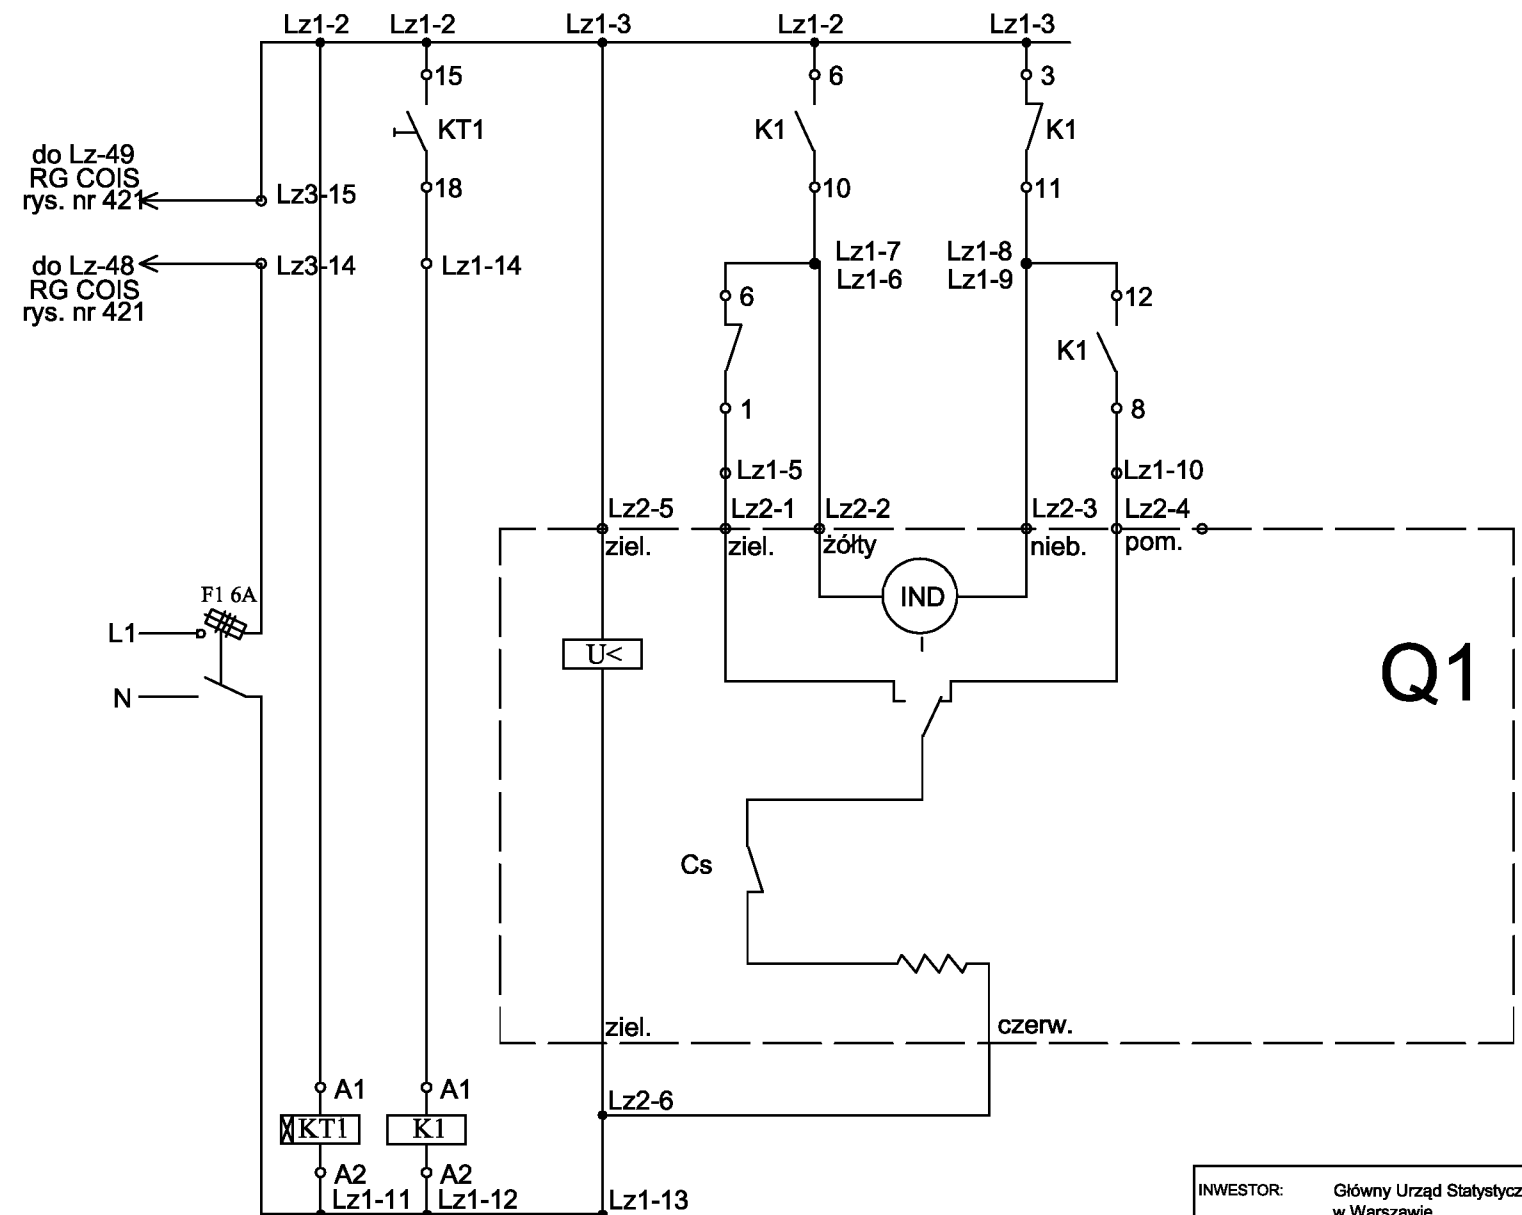 Lz1-2
Lz1-2
Lz1-3
Lz1-2
Lz1-3
15
6
3
KT1
K1
K1
do Lz-49
RG COIS
rys. nr 421
Lz3-15
18
10
11
do Lz-48
RG COIS
rys. nr 421
Lz3-14
Lz1-14
Lz1-7
Lz1-6
Lz1-8
Lz1-9
6
12
K1
1
8
Lz1-5
Lz1-10
Lz2-5
Lz2-1
Lz2-2
Lz2-3
Lz2-4
ziel.
ziel.
żółty
nieb.
pom.
F1 6A
IND
L1
U<
Q1
N
Cs
ziel.
czerw.
A1
A1
Lz2-6
KT1
K1
A2
A2
Lz1-11
Lz1-12
Lz1-13
INWESTOR:
Główny Urząd Statystycz
w Warszawie